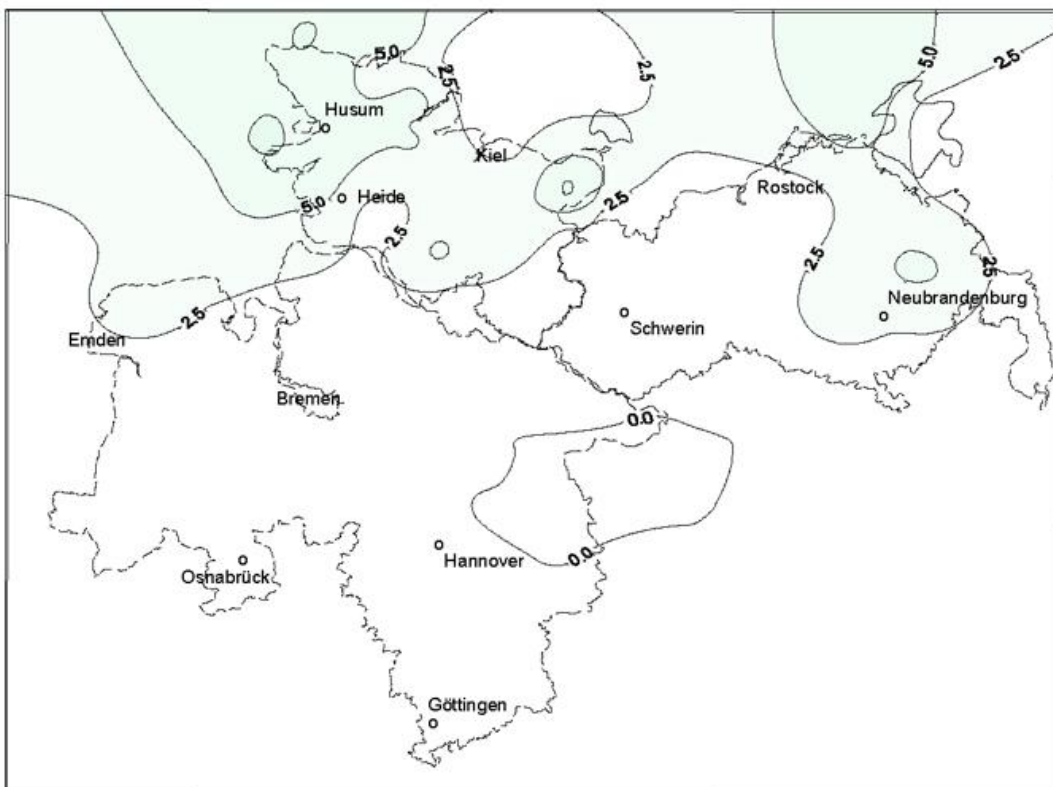 5.0
5.0
2.5
2.5
2.5
Husum
Kiel
Rostock
Heide
5.0
2.5
2.5
2.5
2.5
Neubrandenburg
2.5
Schwerin
Emden
Bremen
0.0
0.0
Hannover
Osnabrück
Göttingen